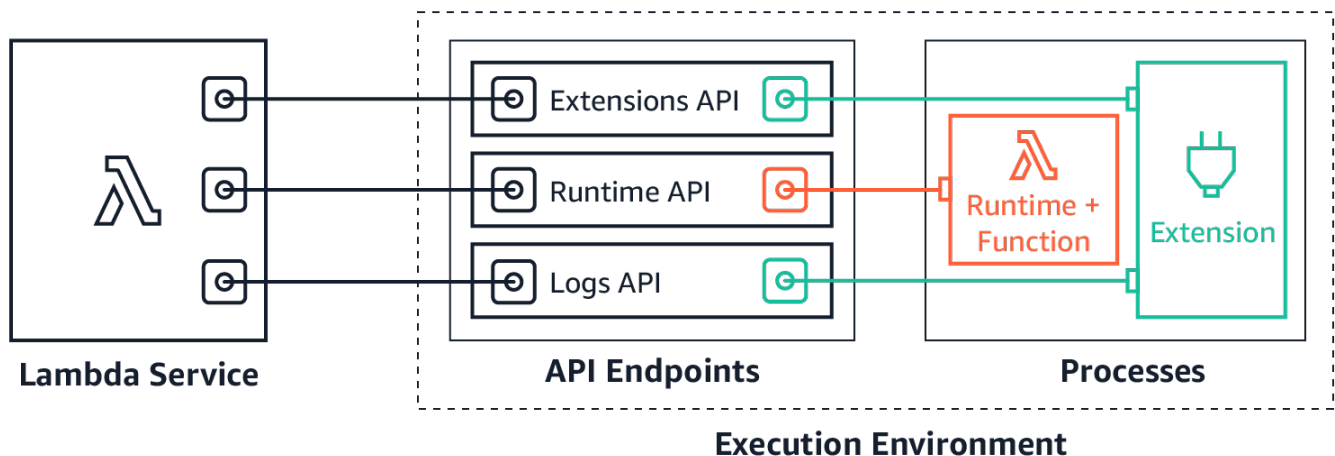 Extensions API
Runtime API
Logs API
Runtime +
Function
Extension
Lambda Service
API Endpoints
Processes
Execution Environment